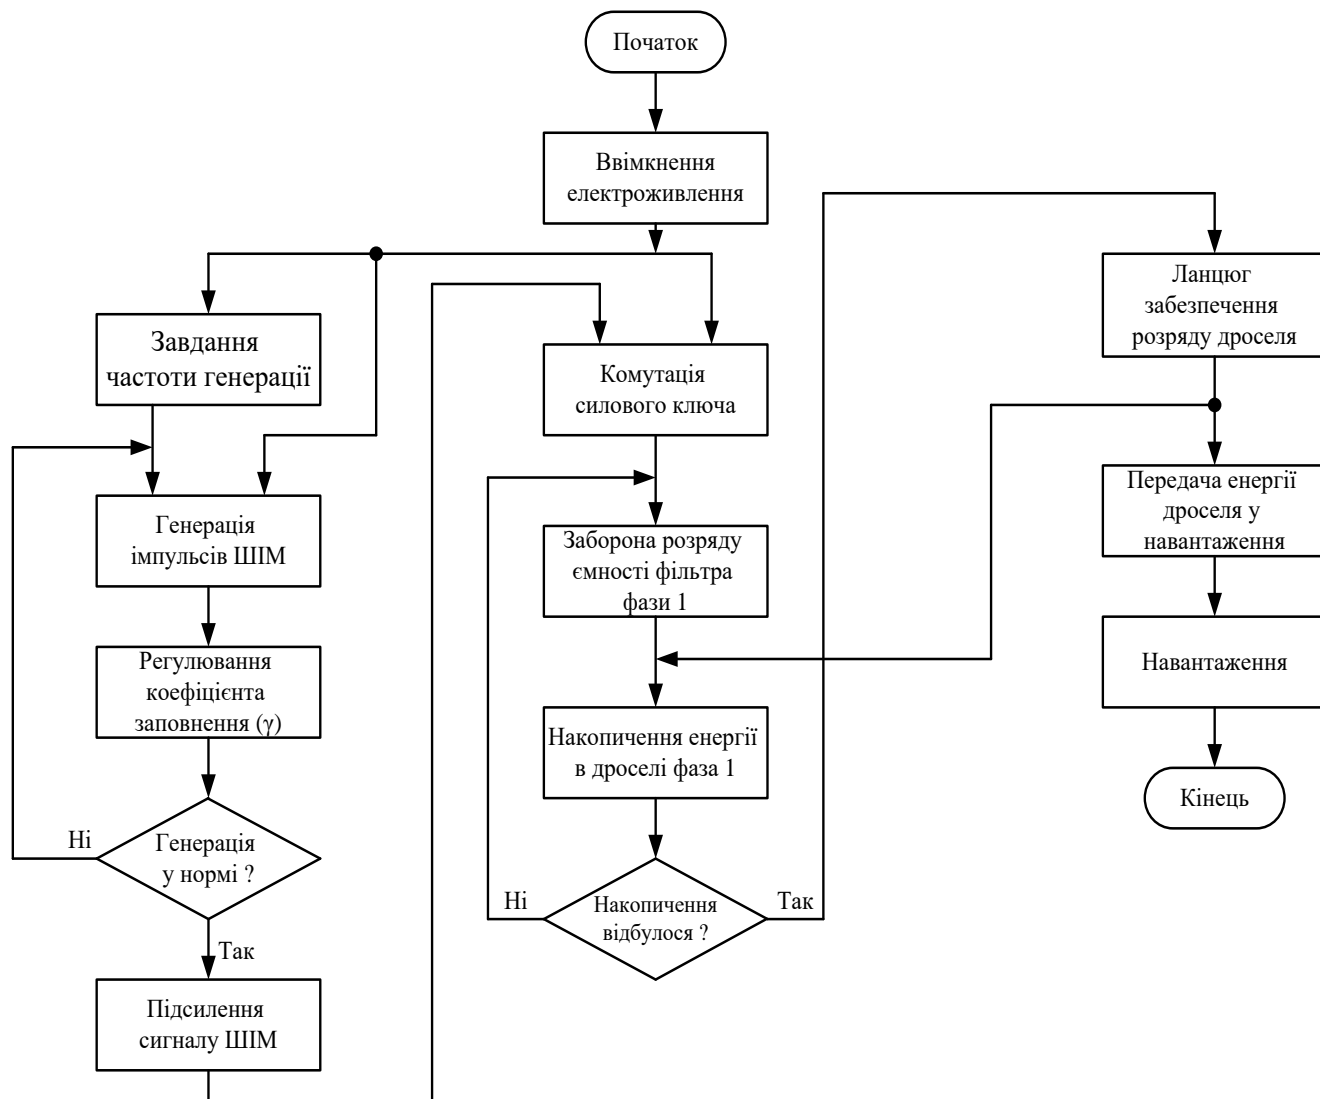 Початок
Ввімкнення
електроживлення
Завдання
частоти генерації
Генерація
імпульсів ШІМ
Регулювання
коефіцієнта
заповнення (γ)
Ні
Генерація
у нормі ?
Так
Підсилення
сигналу ШІМ
Комутація
силового ключа
Заборона розряду
ємності фільтра
фази 1
Накопичення енергії
в дроселі фаза 1
Ні
Накопичення
відбулося ?
Так
Ланцюг
забезпечення
розряду дроселя
Передача енергії
дроселя у
навантаження
Навантаження
Кінець